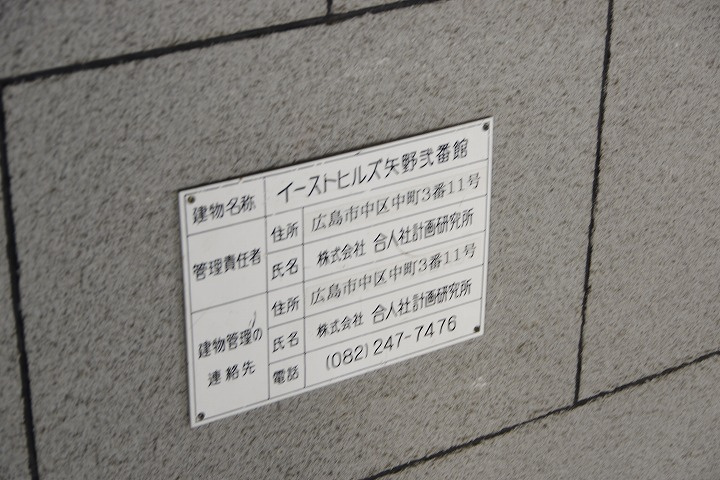 建物名称 イーストヒルズ矢野弐番館
管理責任者 住所 広島市中区中町3番11号
氏名 株式会社 合人社計画研究所
建物管理の連絡先 住所 広島市中区中町3番11号
氏名 株式会社 合人社計画研究所
電話 (082)247-7476